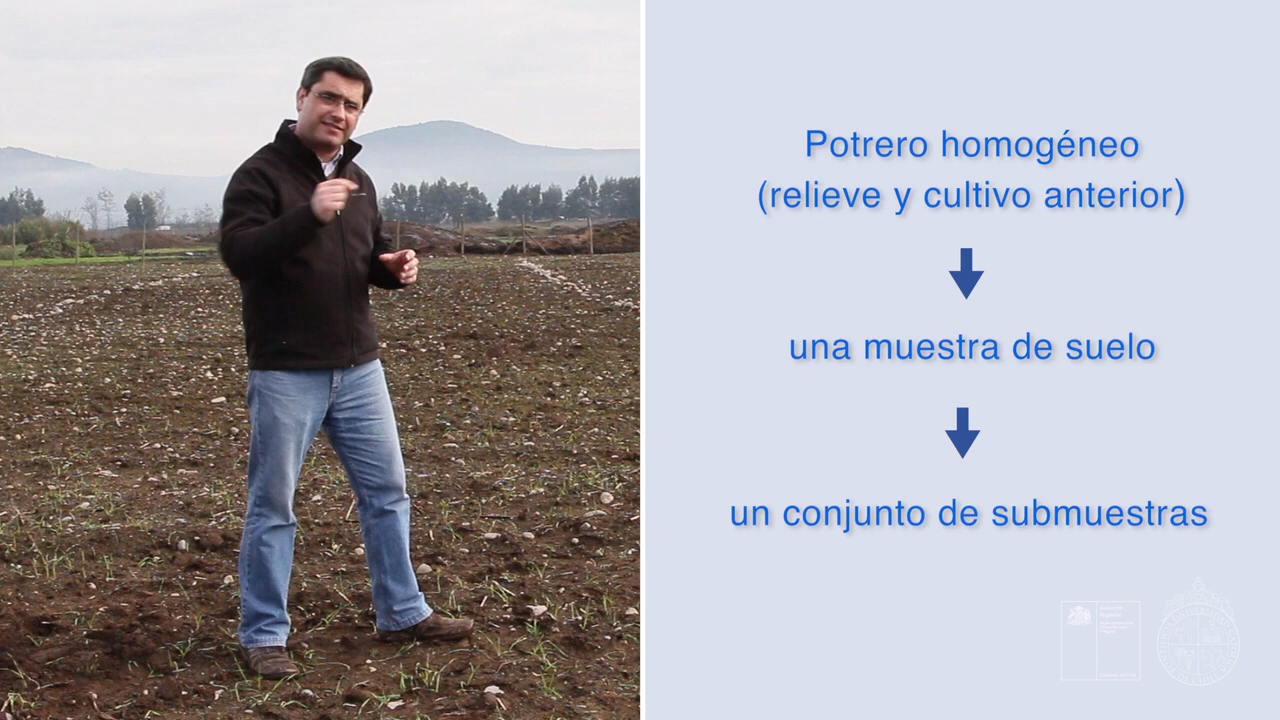 Potrero homogéneo
(relieve y cultivo anterior)
una muestra de suelo
un conjunto de submuestras